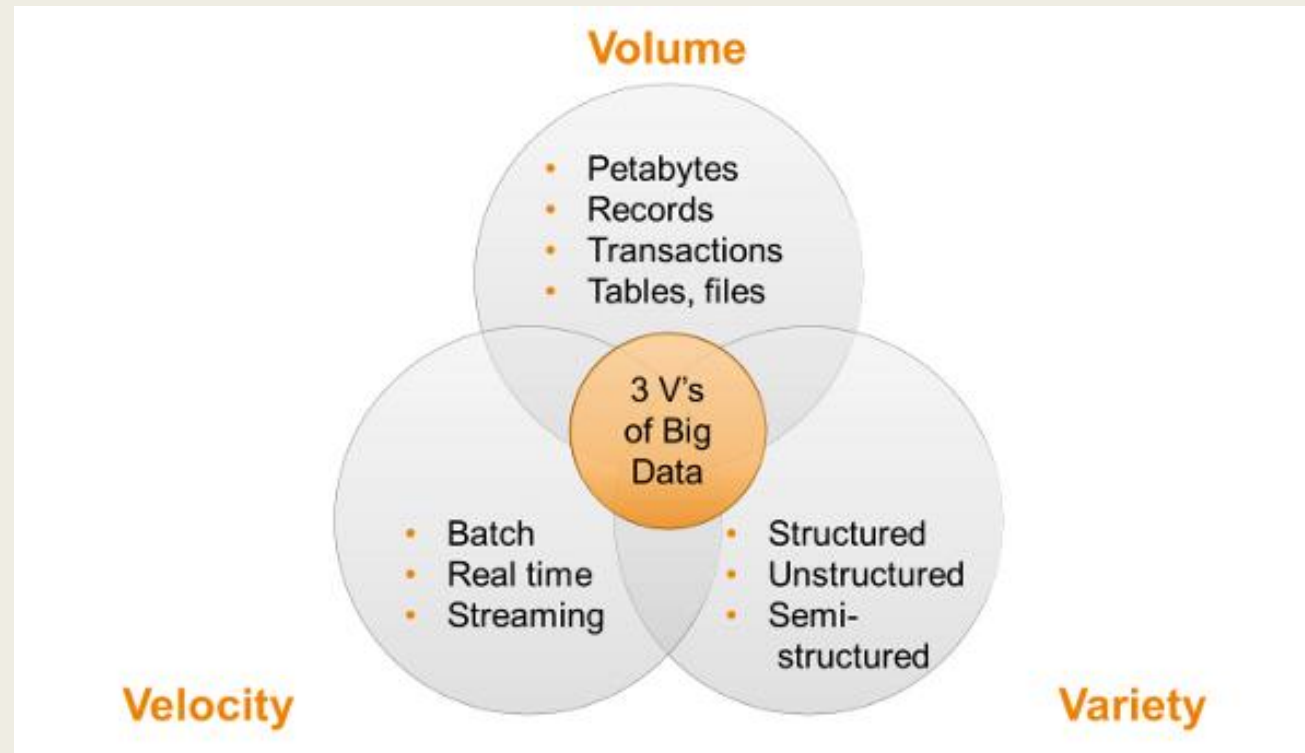 Volume
• Petabytes
• Records
• Transactions
• Tables, files
3 V's
of Big
Data
• Batch
• Real time
• Streaming
• Structured
• Unstructured
• Semi-
structured
Velocity
Variety